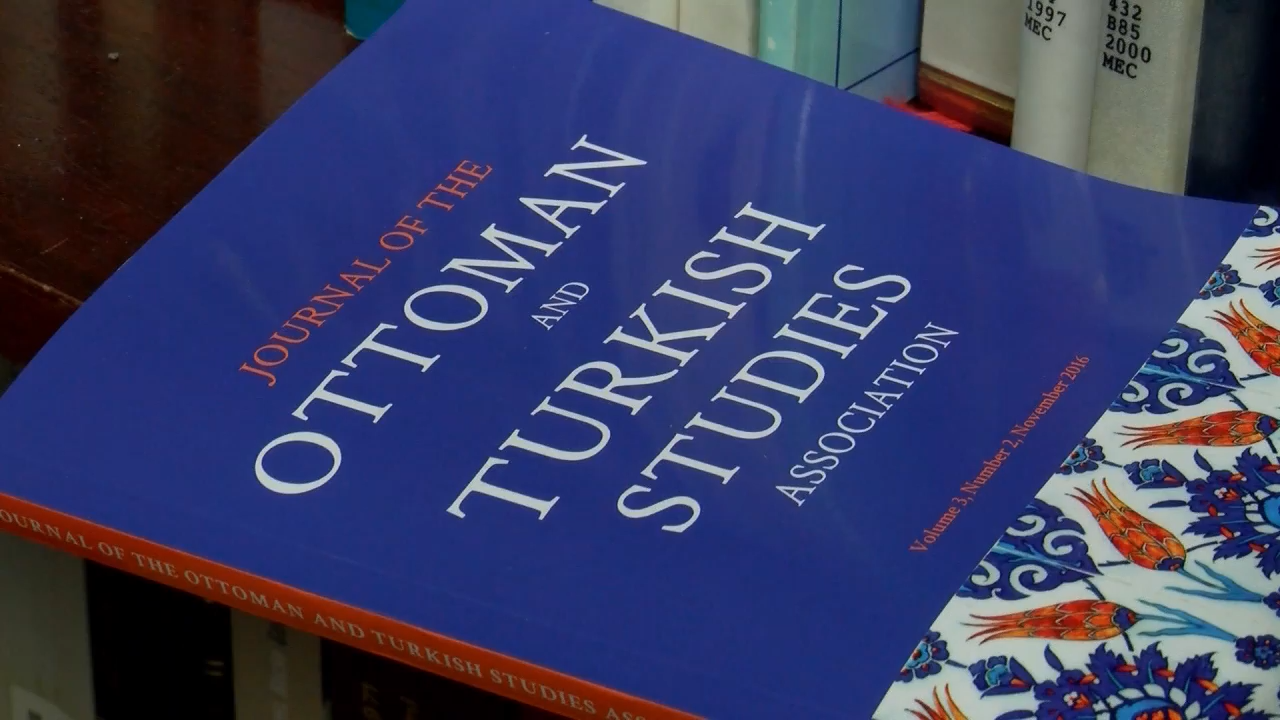 JOURNAL OF THE
OTTOMAN
AND
TURKISH
STUDIES
ASSOCIATION
Volume 3, Number 2, November 2016
JOURNAL OF THE OTTOMAN AND TURKISH STUDIES ASS
1997
MEC
432
B85
2000
MEC